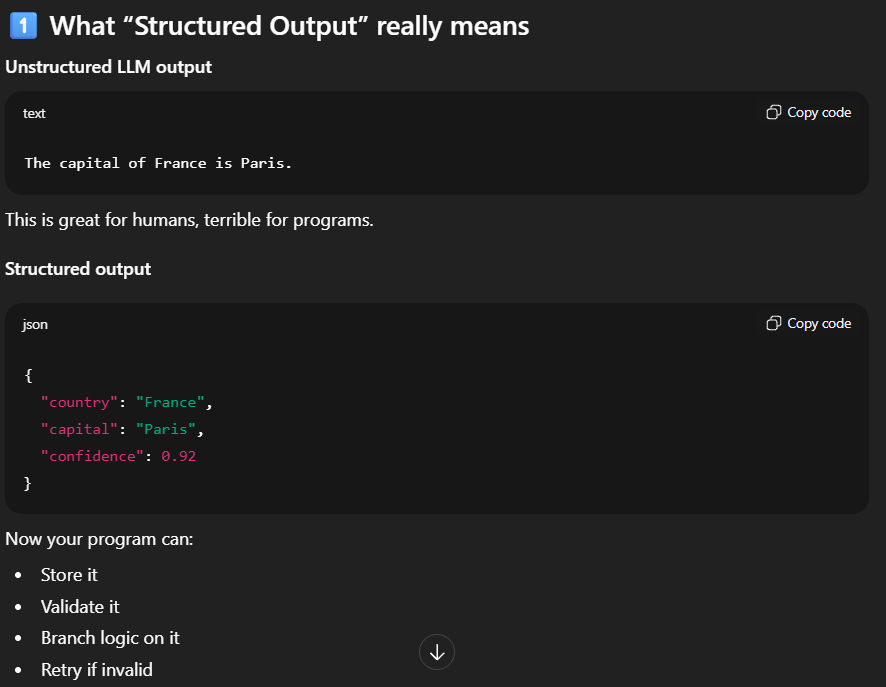 1 What “Structured Output” really means
Unstructured LLM output
text
Copy code
The capital of France is Paris.
This is great for humans, terrible for programs.
Structured output
json
Copy code
{
"country": "France",
"capital": "Paris",
"confidence": 0.92
}
Now your program can:
• Store it
• Validate it
• Branch logic on it
• Retry if invalid